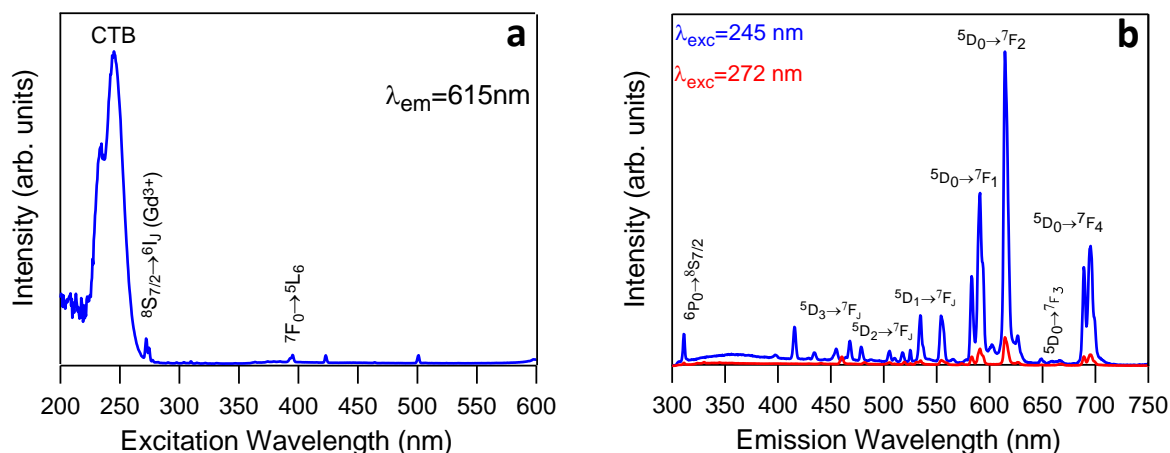 a
CTB
λem=615nm
8S7/2→⁶IJ (Gd³⁺)
⁷F0→⁵L6
Intensity (arb. units)
200 250 300 350 400 450 500 550 600
Excitation Wavelength (nm)
b
λexc=245 nm
λexc=272 nm
⁵D0→⁷F2
⁵D0→⁷F1
⁵D0→⁷F4
⁶P0→⁸S7/2
⁵D3→⁷FJ
⁵D2→⁷FJ
⁵D1→⁷FJ
⁵D0→⁷F3
Intensity (arb. units)
300 350 400 450 500 550 600 650 700 750
Emission Wavelength (nm)